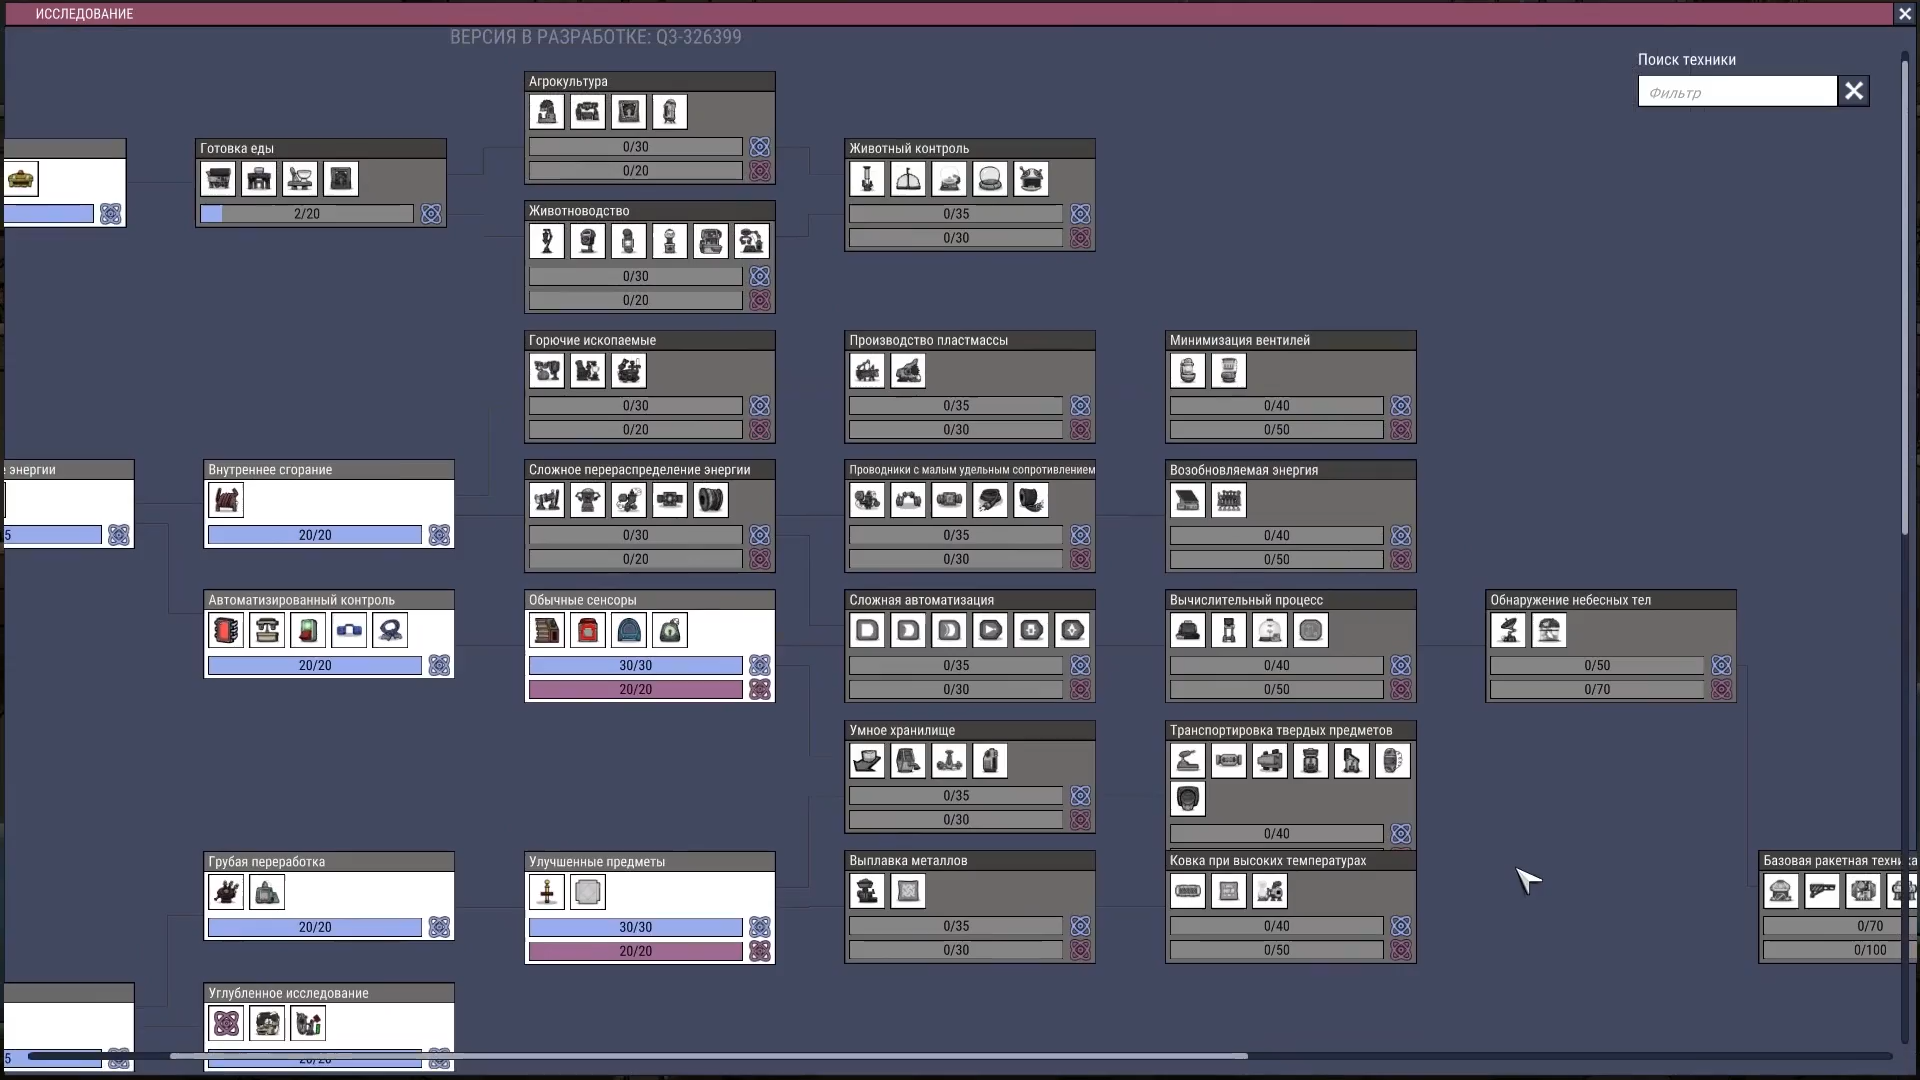 ИССЛЕДОВАНИЕ
ВЕРСИЯ В РАЗРАБОТКЕ: Q3-326399
Поиск техники
Фильтр
Агрокультура
0/30
0/20
Готовка еды
2/20
Животный контроль
0/35
0/30
Животноводство
0/30
0/20
Горючие ископаемые
0/30
0/20
Производство пластмассы
0/35
0/30
Минимизация вентилей
0/40
0/50
е энергии
5
Внутреннее сгорание
20/20
Сложное перераспределение энергии
0/30
0/20
Проводники с малым удельным сопротивлением
0/35
0/30
Возобновляемая энергия
0/40
0/50
Автоматизированный контроль
20/20
Обычные сенсоры
30/30
20/20
Сложная автоматизация
0/35
0/30
Вычислительный процесс
0/40
0/50
Обнаружение небесных тел
0/50
0/70
Умное хранилище
0/35
0/30
Транспортировка твердых предметов
0/40
Грубая переработка
20/20
Улучшенные предметы
30/30
20/20
Выплавка металлов
0/35
0/30
Ковка при высоких температурах
0/40
0/50
Базовая ракетная техника
0/70
0/100
Углубленное исследование
5
20/20